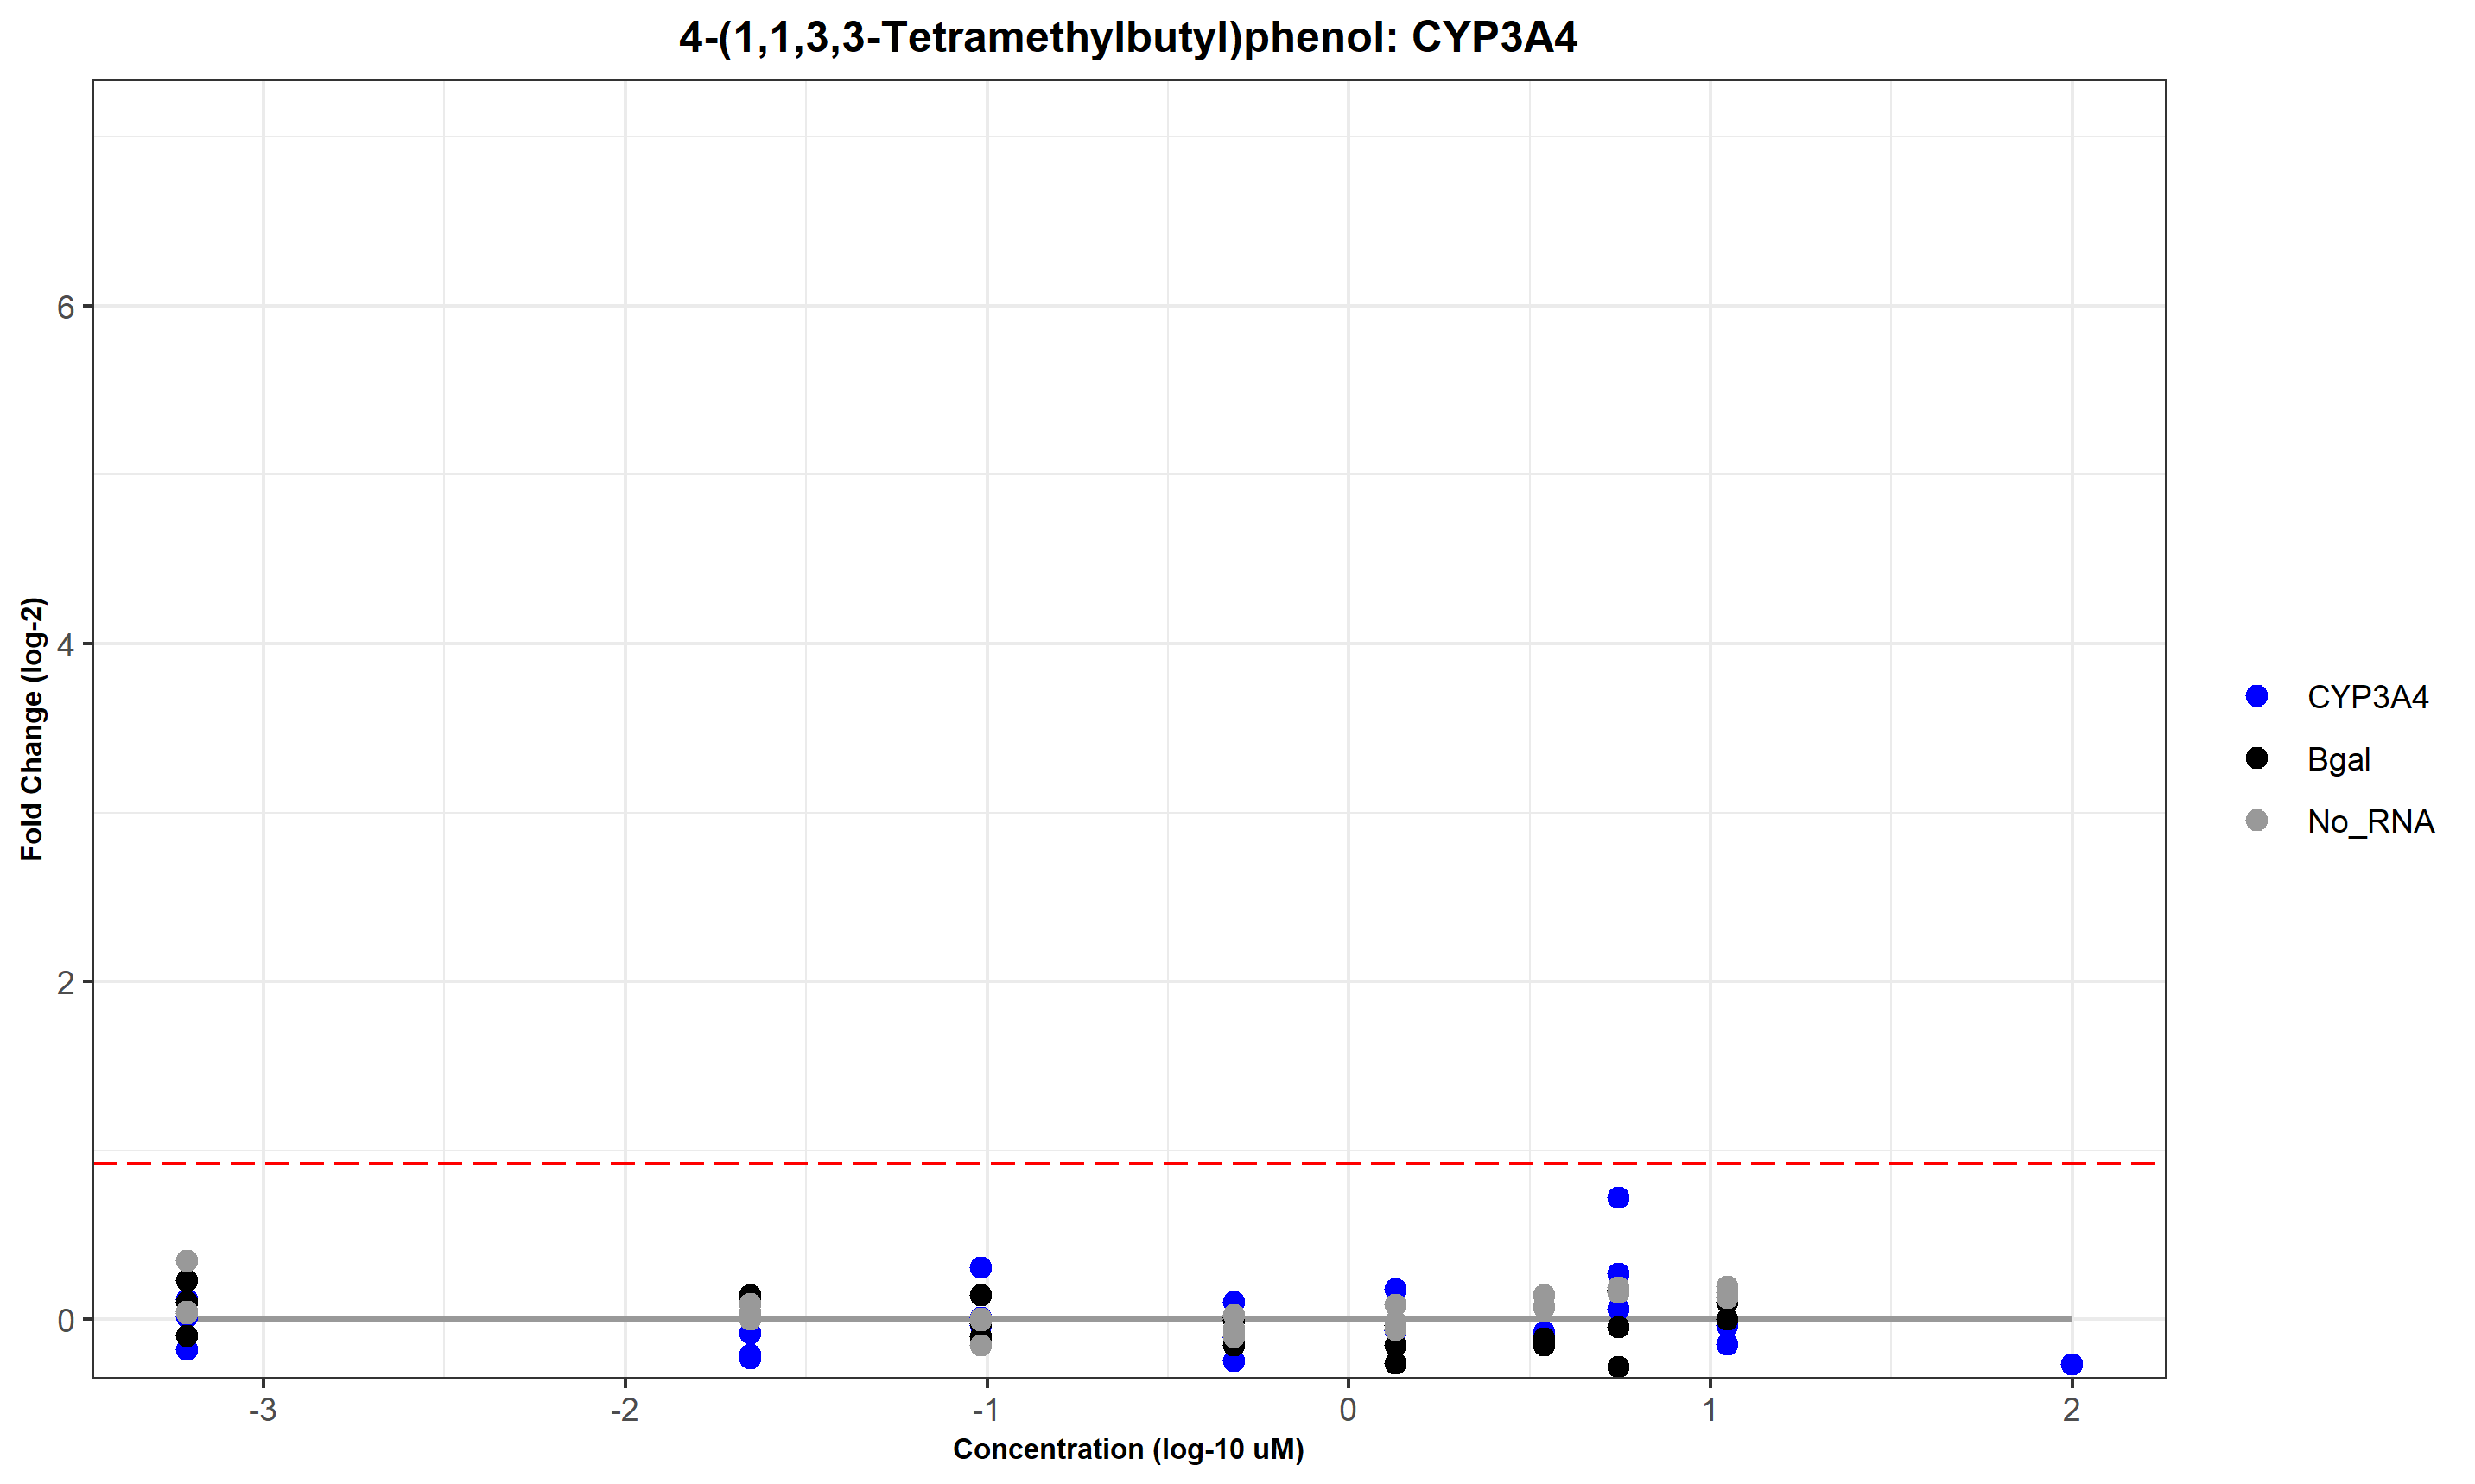 4-(1,1,3,3-Tetramethylbutyl)phenol: CYP3A4
Fold Change (log-2)
6
4
2
0
-3
-2
-1
0
1
2
Concentration (log-10 uM)
CYP3A4
Bgal
No_RNA